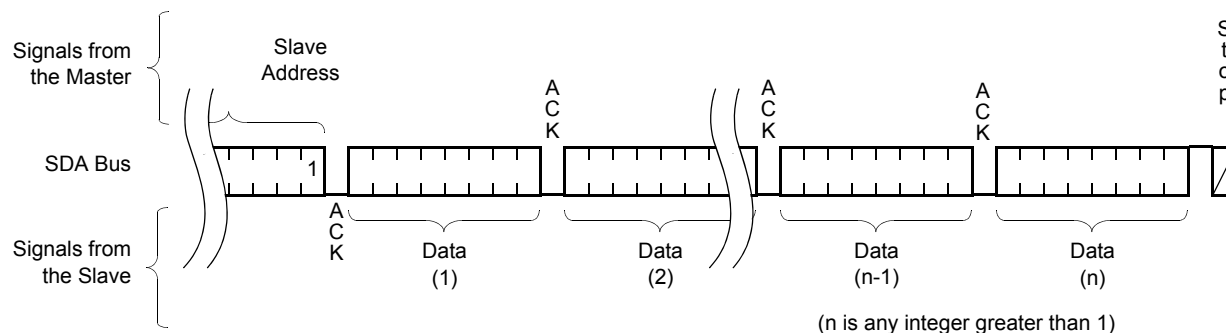 Signals from
the Master
Slave
Address
S
t
o
p
A
C
K
A
C
K
A
C
K
SDA Bus
1
A
C
K
Signals from
the Slave
Data
(1)
Data
(2)
Data
(n-1)
Data
(n)
(n is any integer greater than 1)